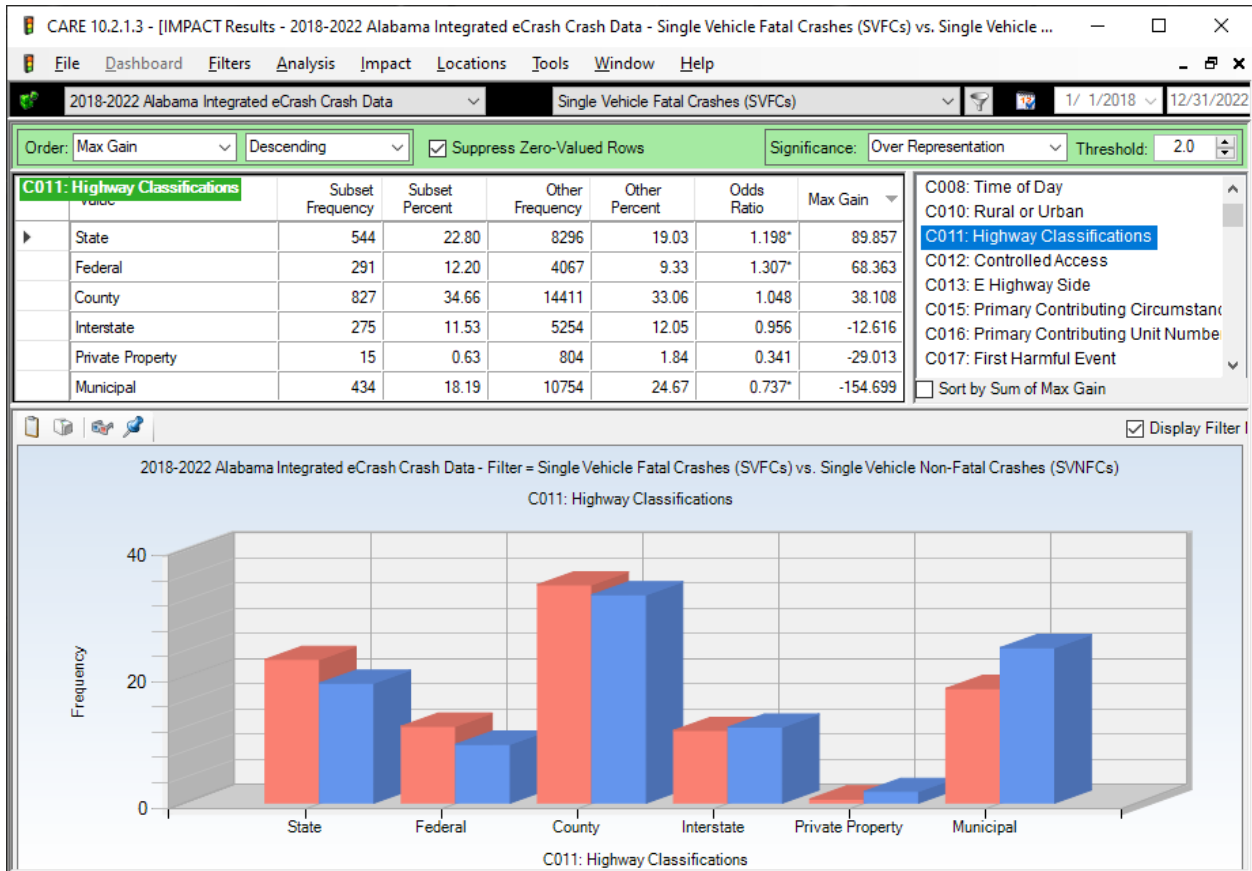 CARE 10.2.1.3 - [IMPACT Results - 2018-2022 Alabama Integrated eCrash Crash Data - Single Vehicle Fatal Crashes (SVFCs) vs. Single Vehicle ...
File Dashboard Filters Analysis Impact Locations Tools Window Help
2018-2022 Alabama Integrated eCrash Crash Data Single Vehicle Fatal Crashes (SVFCs) 1/ 1/2018 12/31/2022
Order: Max Gain Descending Suppress Zero-Valued Rows Significance: Over Representation Threshold: 2.0
C011: Highway Classifications Subset Frequency Subset Percent Other Frequency Other Percent Odds Ratio Max Gain
State 544 22.80 8296 19.03 1.198* 89.857
Federal 291 12.20 4067 9.33 1.307* 68.363
County 827 34.66 14411 33.06 1.048 38.108
Interstate 275 11.53 5254 12.05 0.956 -12.616
Private Property 15 0.63 804 1.84 0.341 -29.013
Municipal 434 18.19 10754 24.67 0.737* -154.699
C008: Time of Day
C010: Rural or Urban
C011: Highway Classifications
C012: Controlled Access
C013: E Highway Side
C015: Primary Contributing Circumstanc
C016: Primary Contributing Unit Numbe
C017: First Harmful Event
Sort by Sum of Max Gain
Display Filter
2018-2022 Alabama Integrated eCrash Crash Data - Filter = Single Vehicle Fatal Crashes (SVFCs) vs. Single Vehicle Non-Fatal Crashes (SVNFCs)
C011: Highway Classifications
40
20
0
Frequency
State Federal County Interstate Private Property Municipal
C011: Highway Classifications